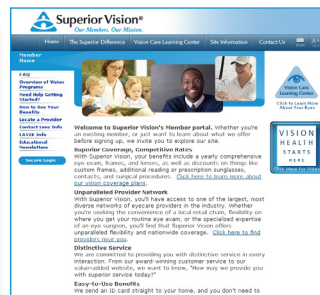 Superior Vision®
Our Members. Our Mission.
Home
The Superior Difference
Vision Care Learning Center
Site Information
Contact Us
Member Home
FAQ
Overview of Vision Programs
Need Help Getting Started?
How to Use Your Benefits
Locate a Provider
Contact Lens Info
LASIK Info
Educational Newsletters
Secure Login
Vision Care
Learning Center
Click to Learn More
About Your Eyes
VISION
HEALTH
STARTS
HERE
Click Here For Video
Welcome to Superior Vision's Member portal. Whether you're
an existing member, or just want to learn about what we offer
before signing up, we invite you to explore our site.
Superior Coverage, Competitive Rates
With Superior Vision, your benefits include a yearly comprehensive
eye exam, frames, and lenses, as well as discounts on things like
custom frames, additional reading or prescription sunglasses,
contacts, and surgical procedures. Click here to learn more about
our vision coverage plans.
Unparalleled Provider Network
With Superior Vision, you'll have access to one of the largest, most
diverse networks of eyecare providers in the industry. Whether
you're seeking the convenience of a local retail chain, flexibility on
where you get your routine eye exam, or the specialized expertise
of an eye surgeon, you'll find that Superior Vision offers
unparalleled flexibility and nationwide coverage. Click here to find
providers near you.
Distinctive Service
We are committed to providing you with distinctive service in every
interaction. From our award-winning customer service to our
value-added website, we want to know, "How may we provide you
with superior service today?"
Easy-to-Use Benefits
We send an ID card straight to your home, and you don't need to